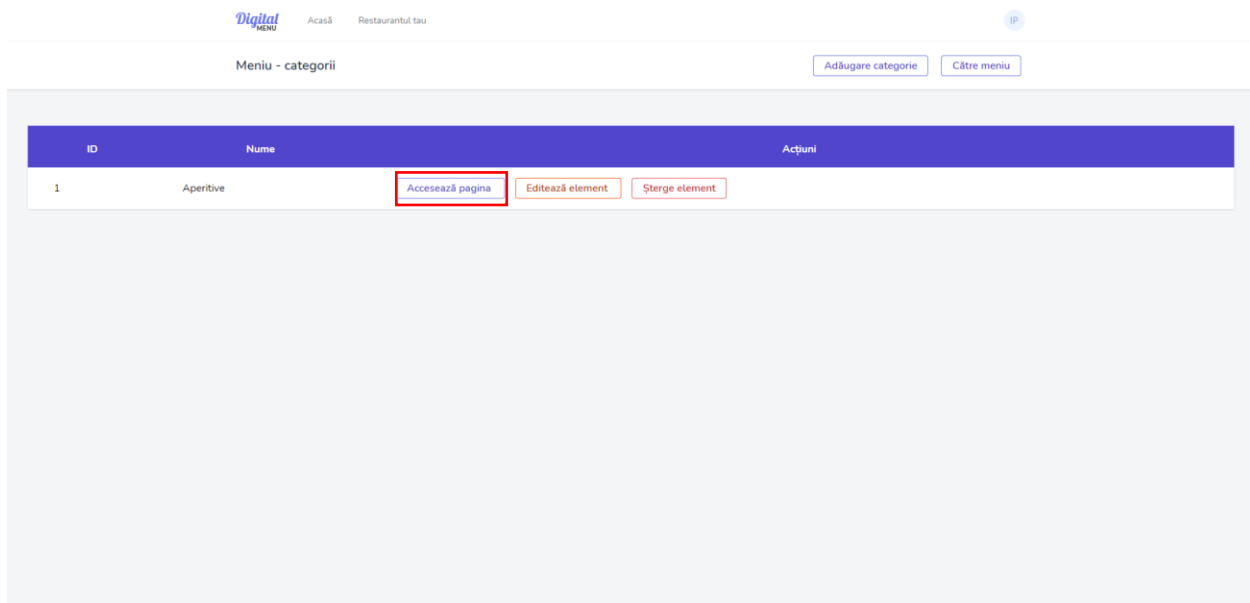 Digital MENU Acasă Restaurantul tau IP
Meniu - categorii Adăugare categorie Către meniu
ID Nume Acțiuni
1 Aperitive Accesează pagina Editează element Șterge element